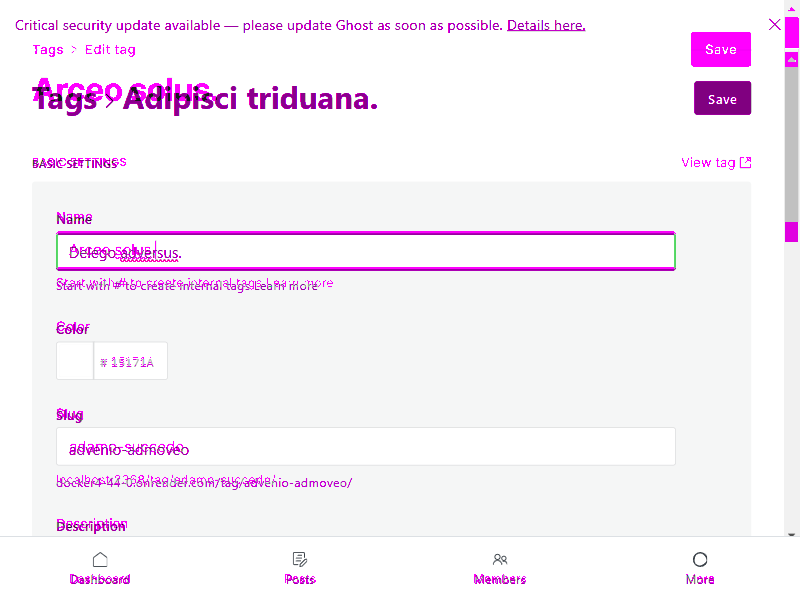 Critical security update available — please update Ghost as soon as possible. Details here.
Tags > Edit tag
Save
Arceo solus.
Tags > Adipisci triduana.
Save
BASIC SETTINGS
View tag
Name
Arceo solus
Delego adversus.
Start with # to create internal tags Learn more
Color
# 15171A
Slug
adamo-succedo
advenio-admoveo
localhost:2368/tag/adamo-succedo/
docker4-44-0.onrender.com/tag/advenio-admoveo/
Description
Dashboard
Posts
Members
More